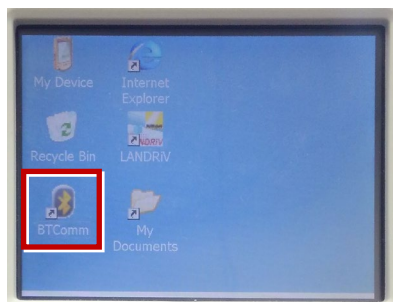 My Device
Internet
Explorer
Recycle Bin
LANDRiV
BTComm
My
Documents